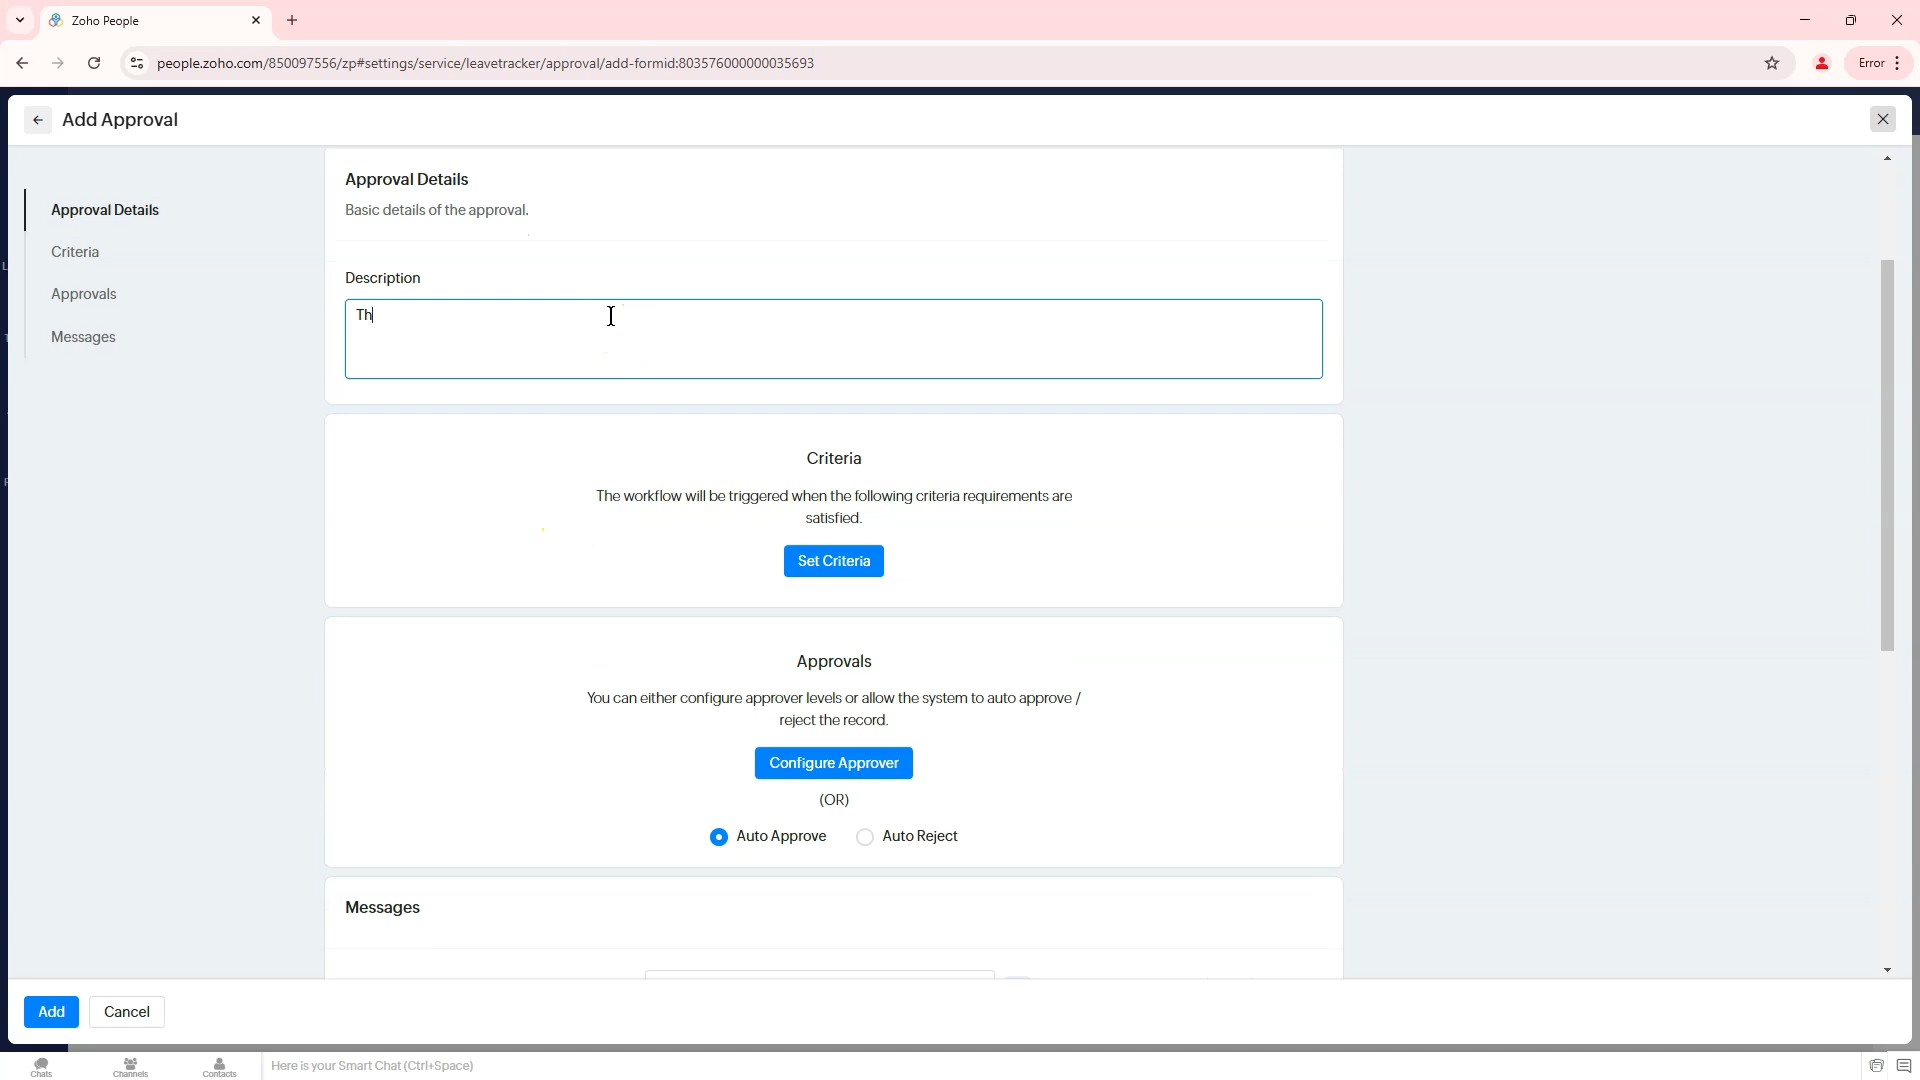 Zoho People
people.zoho.com/850097556/zp#settings/service/leavetracker/approval/add-formid:803576000000035693
Error
Add Approval
Approval Details
Criteria
Approvals
Messages
Approval Details
Basic details of the approval.
Description
Th
Criteria
The workflow will be triggered when the following criteria requirements are
satisfied.
Set Criteria
Approvals
You can either configure approver levels or allow the system to auto approve /
reject the record.
Configure Approver
(OR)
Auto Approve
Auto Reject
Messages
Add
Cancel
Chats
Channels
Contacts
Here is your Smart Chat (Ctrl+Space)